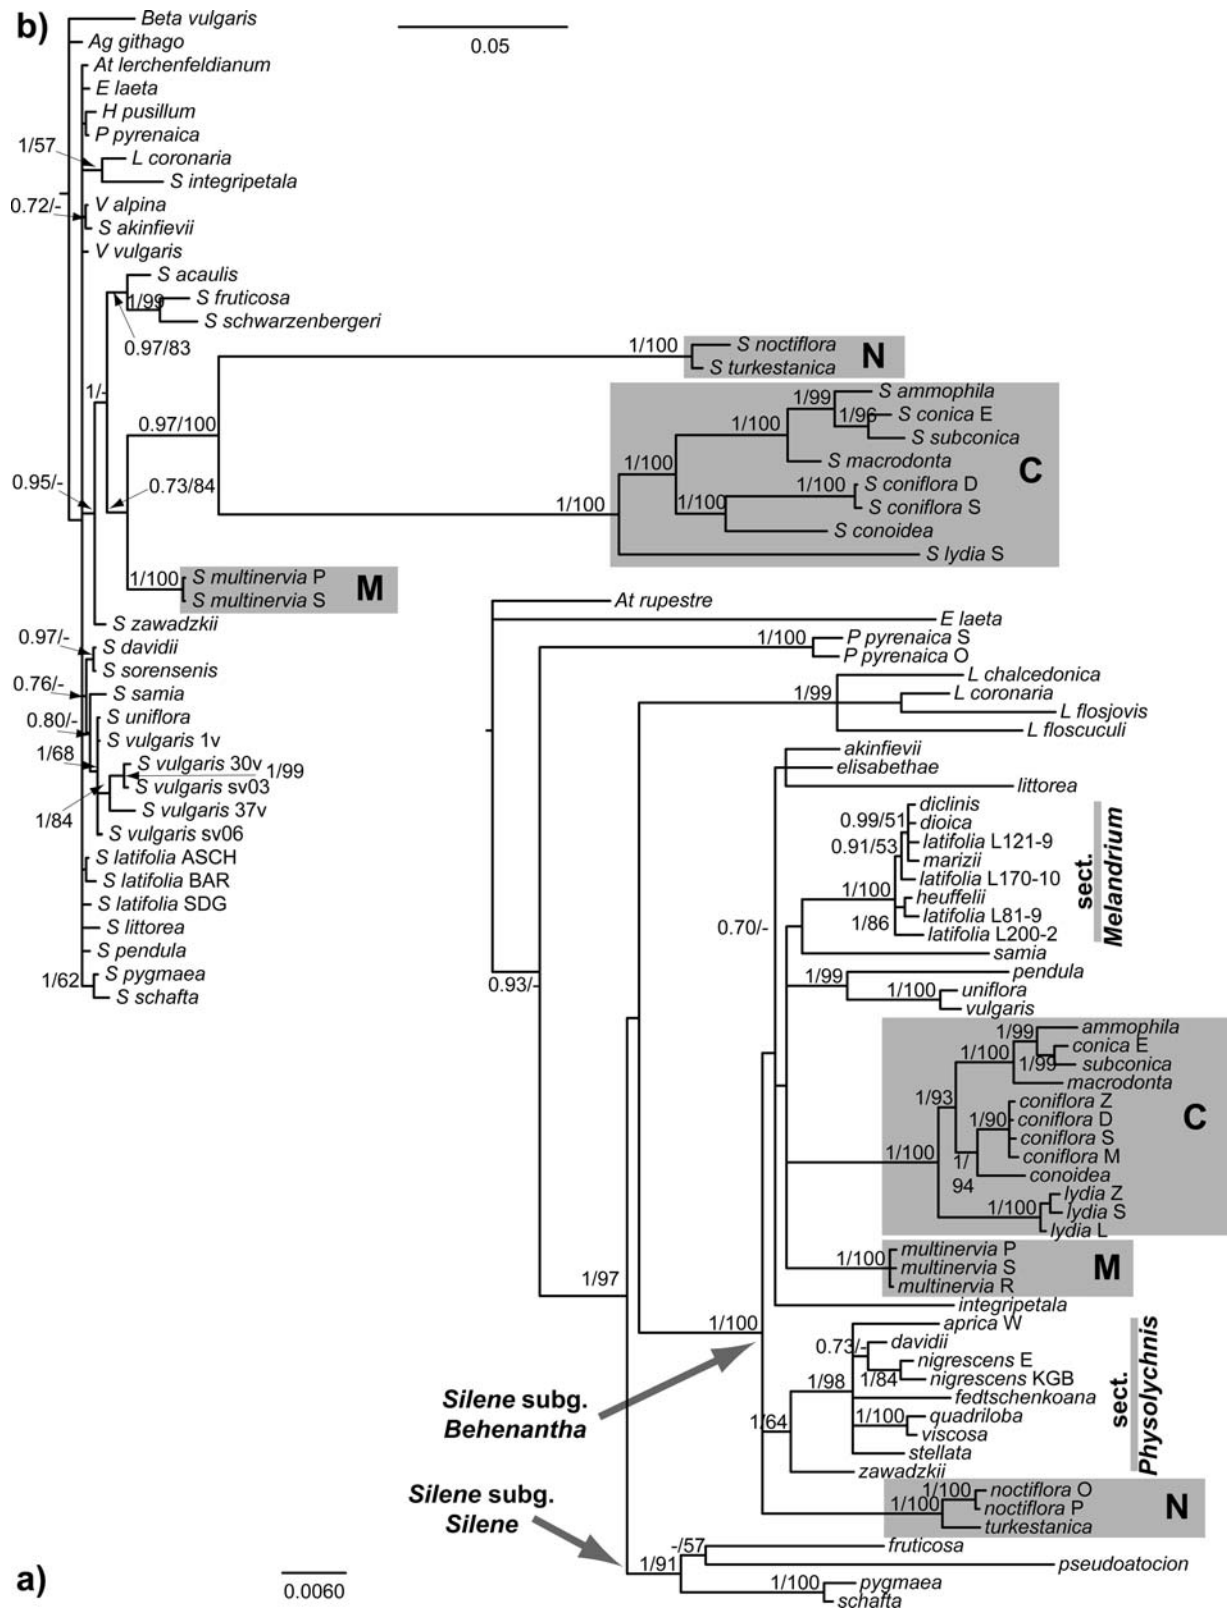 b)
Beta vulgaris
0.05
Ag githago
At lerchenfeldianum
E laeta
H pusillum
P pyrenaica
1/57
L coronaria
S integripetala
0.72/-
V alpina
S akinfievii
V vulgaris
S acaulis
1/99
S fruticosa
S schwarzenbergeri
0.97/83
1/100
S noctiflora
N
S turkestanica
1/-
S ammophila
1/99
1/96
S conica E
0.97/100
1/100
S subconica
S macrodonta
C
1/100
0.95/-
0.73/84
1/100
S coniflora D
1/100
1/100
S coniflora S
S conoidea
S lydia S
1/100
S multinervia P
M
S multinervia S
S zawadzkii
0.97/-
S davidii
S sorensenis
0.76/-
S samia
0.80/-
S uniflora
1/68
S vulgaris 1v
S vulgaris 30v
1/99
S vulgaris sv03
1/84
S vulgaris 37v
S vulgaris sv06
S latifolia ASCH
S latifolia BAR
S latifolia SDG
S littorea
S pendula
1/62
S pygmaea
S schafta
At rupestre
E laeta
1/100
P pyrenaica S
P pyrenaica O
L chalcedonica
1/99
L coronaria
L flosjovis
L floscuculi
akinfievii
elisabethae
littorea
diclinis
0.99/51
dioica
0.91/53
latifolia L121-9
marizii
1/100
latifolia L170-10
heuffelii
1/86
latifolia L81-9
latifolia L200-2
sect.
Melandrium
0.70/-
samia
0.93/-
1/99
pendula
1/100
uniflora
vulgaris
1/99
ammophila
1/100
conica E
1/99
subconica
macrodonta
1/93
coniflora Z
1/90
coniflora D
C
coniflora S
1/100
coniflora M
1/
94
conoidea
lydia Z
1/100
lydia S
lydia L
1/100
multinervia P
M
multinervia S
1/97
multinervia R
integripetala
1/100
aprica W
0.73/-
davidii
nigrescens E
1/98
1/84
nigrescens KGB
fedtschenkoana
Silene subg.
Behenantha
1/64
1/100
quadriloba
viscosa
stellata
sect.
Physolychnis
zawadzkii
Silene subg.
Silene
1/100
noctiflora O
1/100
noctiflora P
N
turkestanica
-/57
fruticosa
1/91
pseudoatocion
1/100
pygmaea
schafta
a)
0.0060